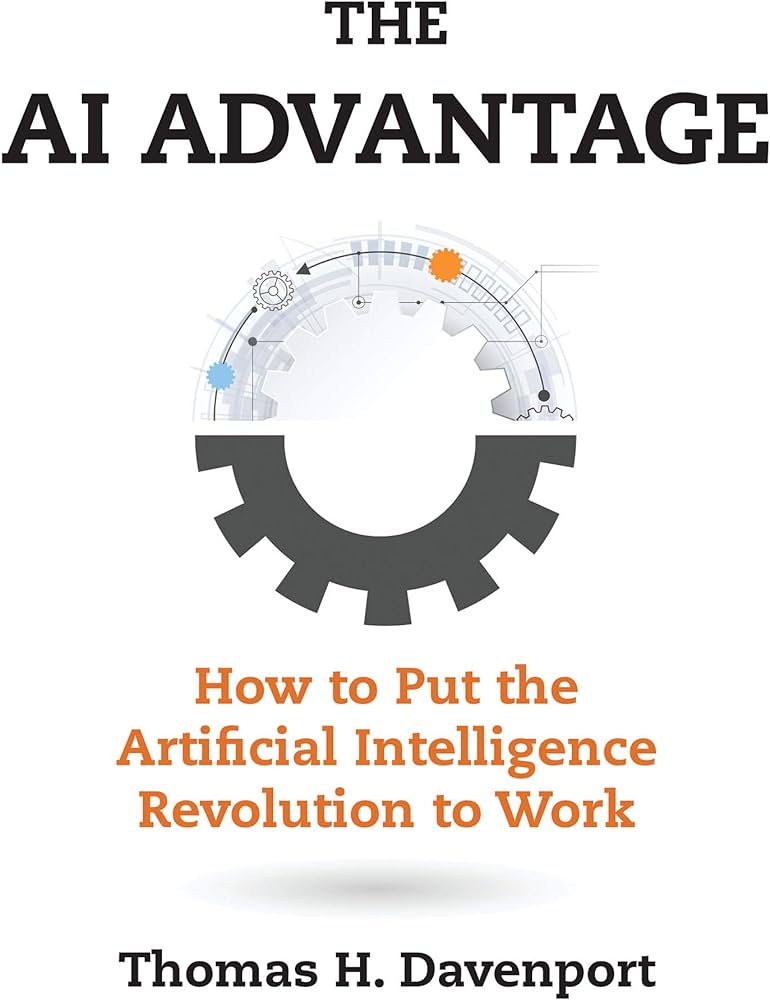 THE
AI ADVANTAGE
How to Put the
Artificial Intelligence
Revolution to Work
Thomas H. Davenport